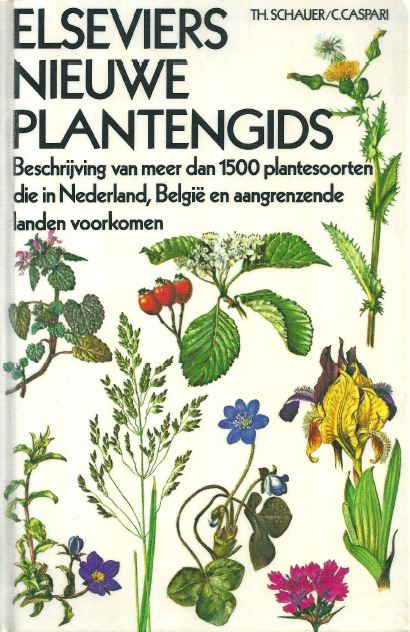 TH. SCHAUER/C.CASPARI
ELSEVIERS
NIEUWE
PLANTENGIDS
Beschrijving van meer dan 1500 plantesoorten
die in Nederland, België en aangrenzende
landen voorkomen